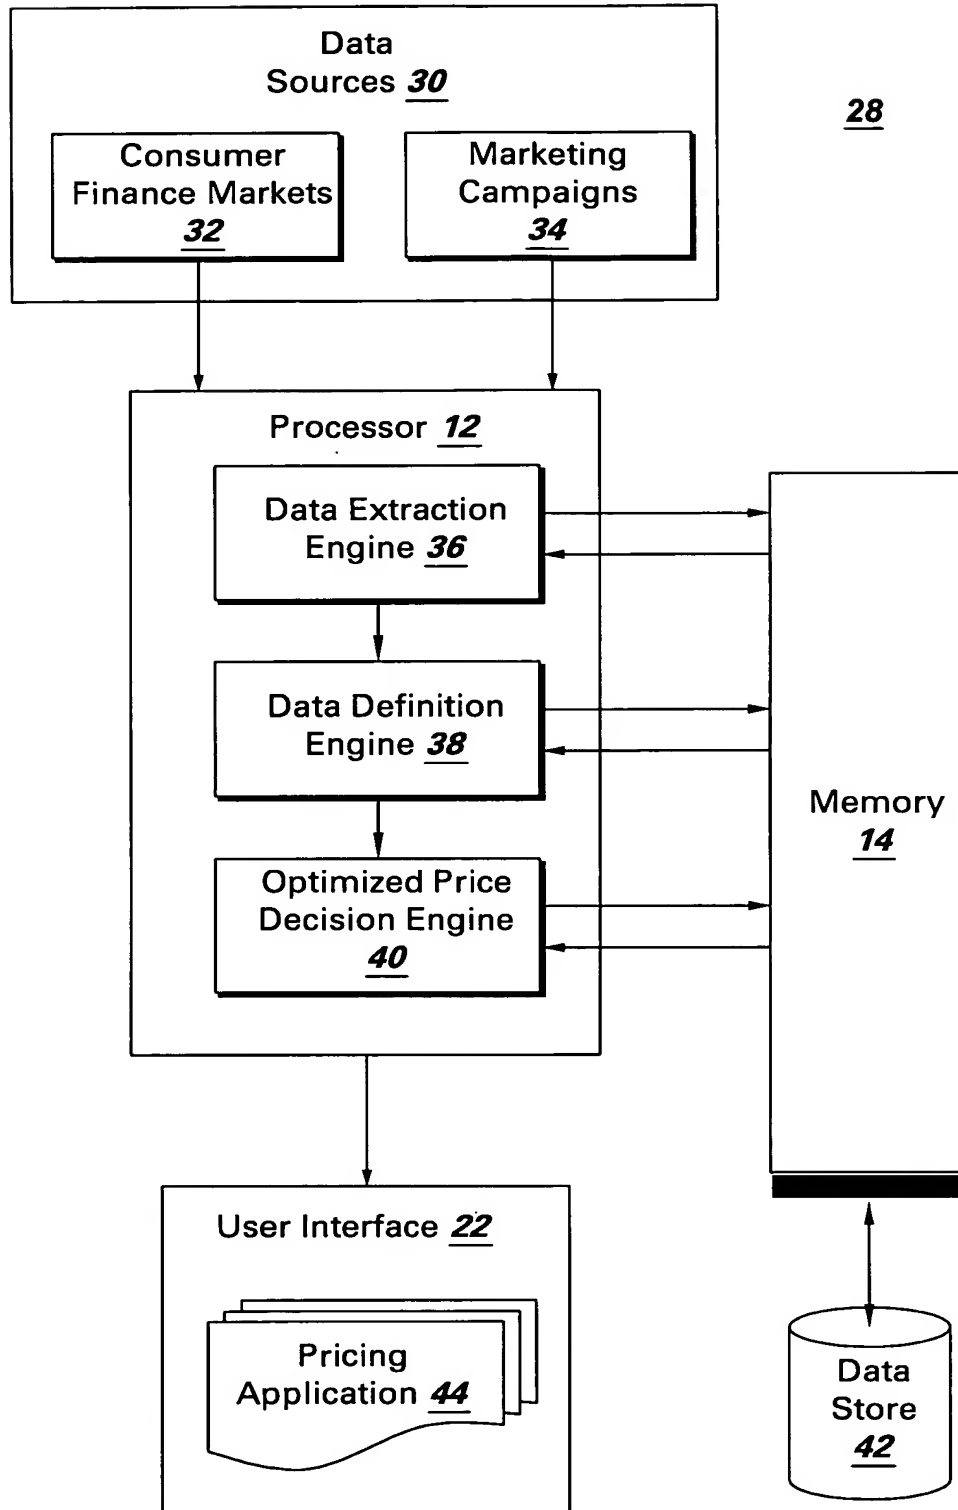 Data
Sources 30
28
Consumer
Finance Markets
32
Marketing
Campaigns
34
Processor 12
Data Extraction
Engine 36
Data Definition
Engine 38
Optimized Price
Decision Engine
40
Memory
14
User Interface 22
Pricing
Application 44
Data
Store
42